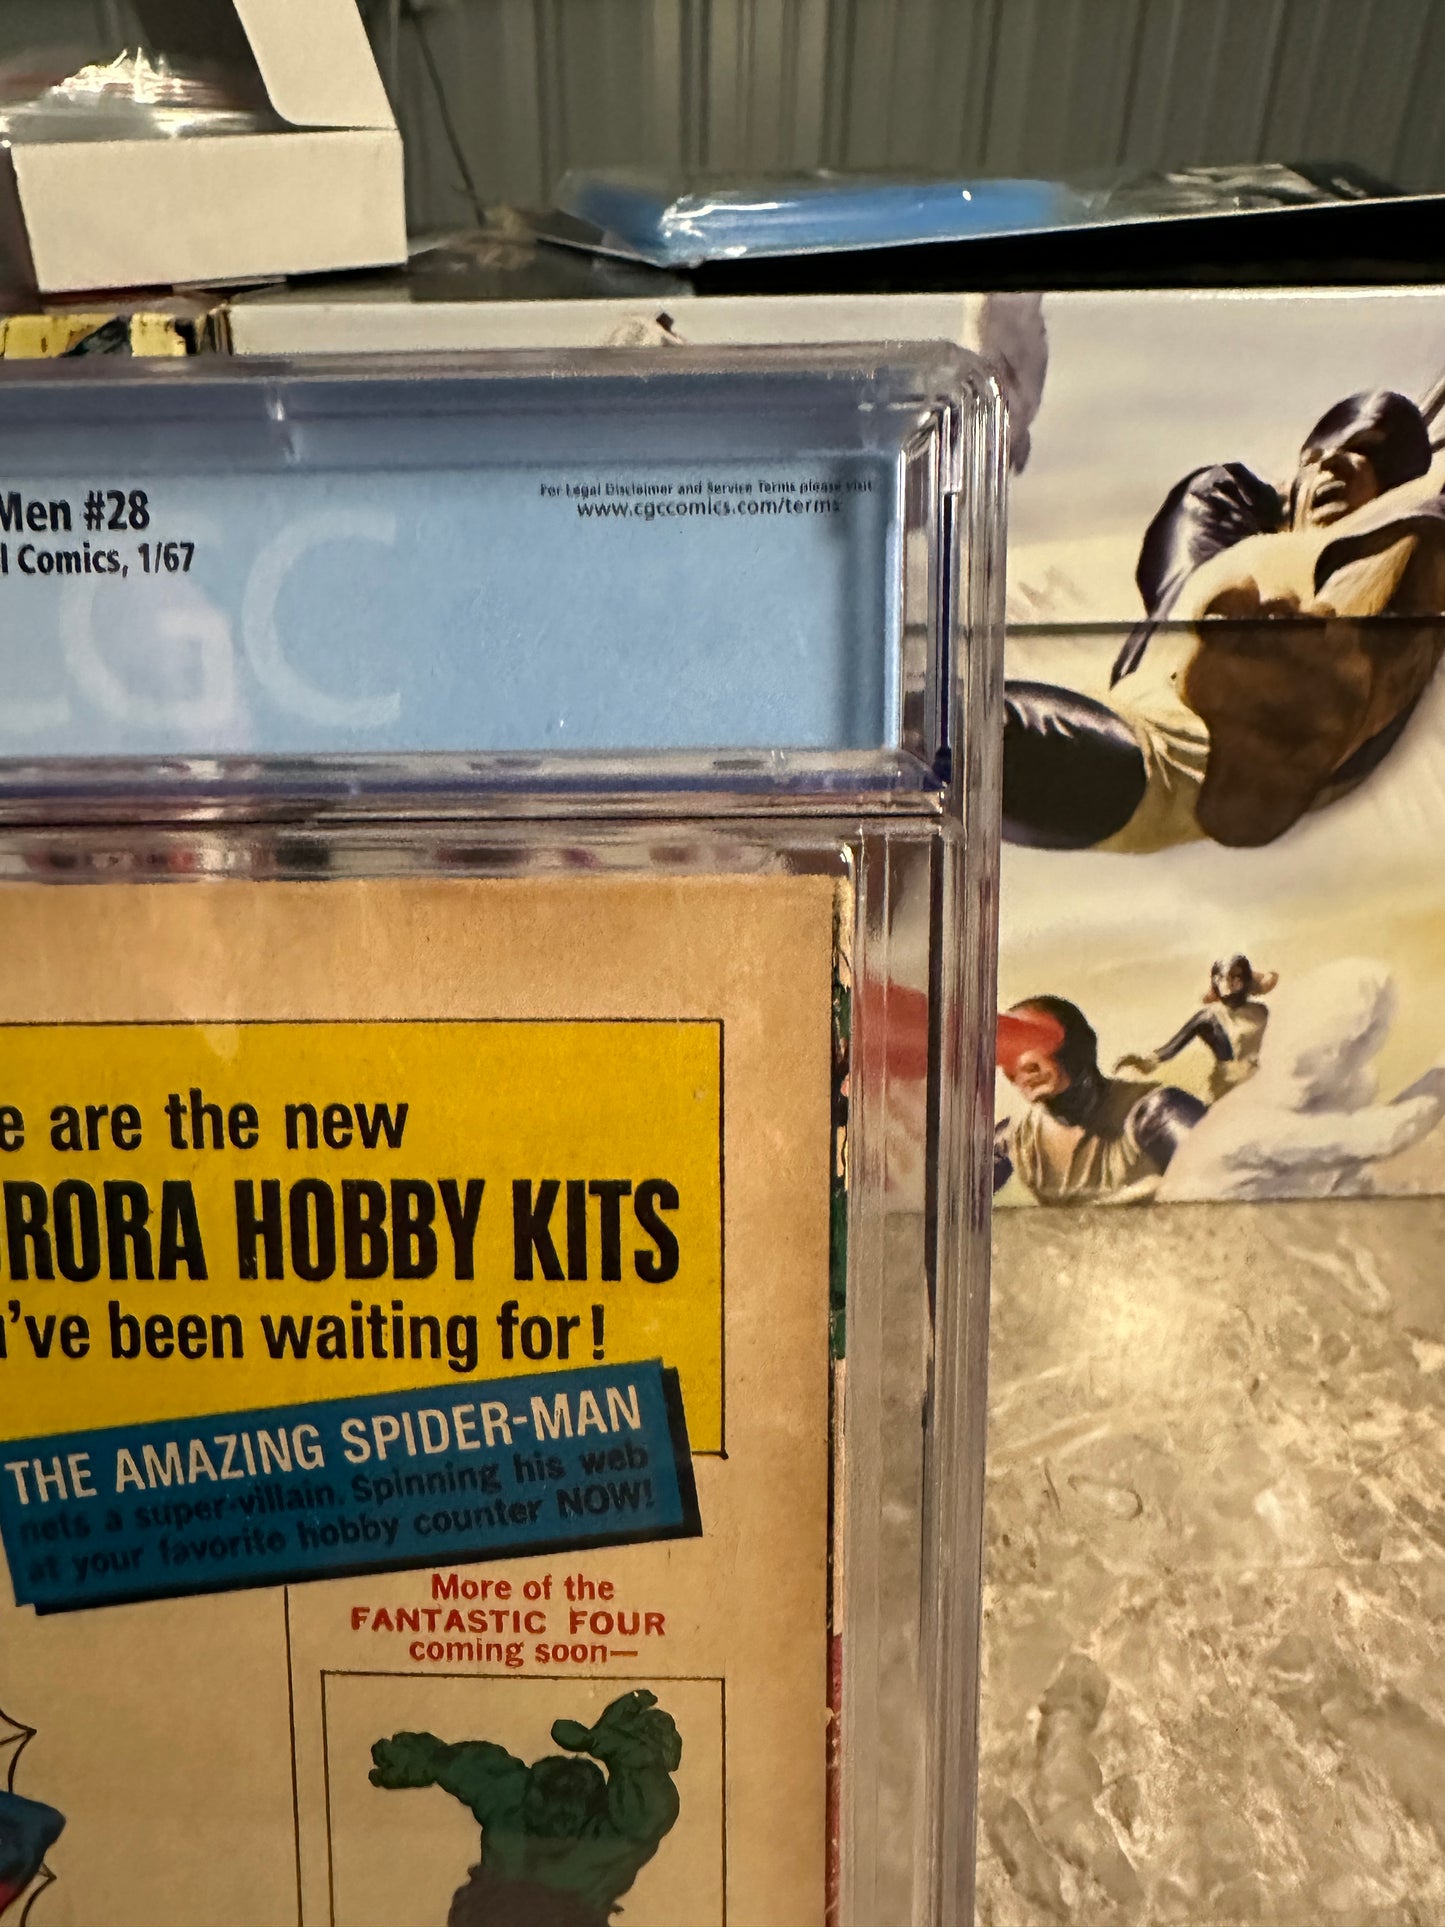 Men #28
l Comics, 1/67
For Legal Disclaimer and Service Terms please visit
www.cgccomics.com/terms
CGC
e are the new
RORA HOBBY KITS
've been waiting for!
THE AMAZING SPIDER-MAN
nets a super-villain. Spinning his web
at your favorite hobby counter NOW!
More of the
FANTASTIC FOUR
coming soon—